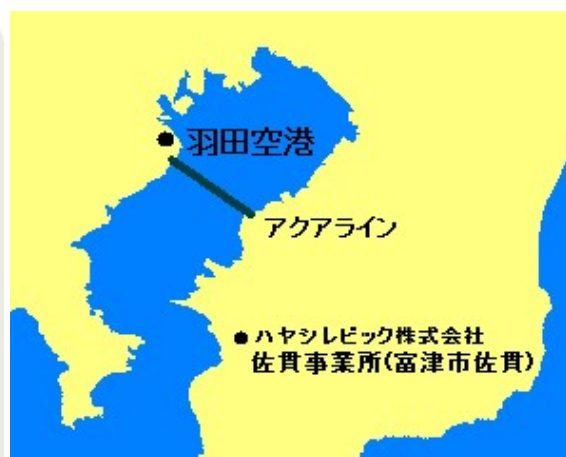 羽田空港
アクアライン
ハヤシレピック株式会社
佐貫事業所(富津市佐貫)